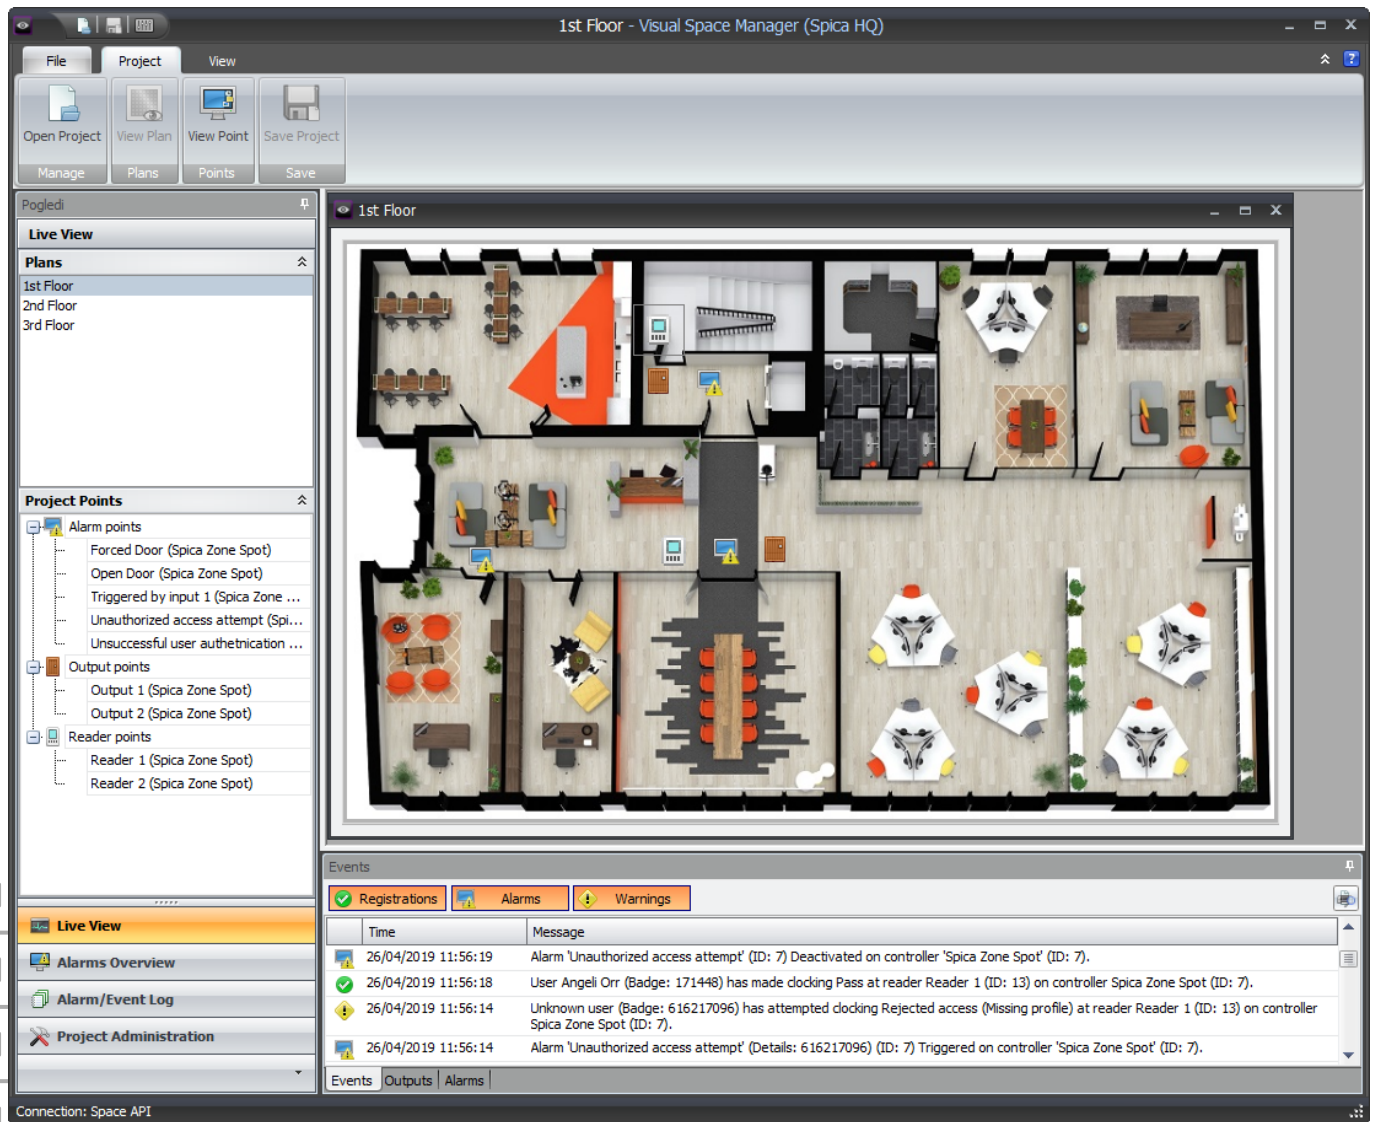 1st Floor - Visual Space Manager (Spica HQ)
File Project View
Open Project View Plan View Point Save Project
Manage Plans Points Save
Pogledi
Live View
Plans
1st Floor
2nd Floor
3rd Floor
Project Points
Alarm points
Forced Door (Spica Zone Spot)
Open Door (Spica Zone Spot)
Triggered by input 1 (Spica Zone ...
Unauthorized access attempt (Spi...
Unsuccessful user authetnication ...
Output points
Output 1 (Spica Zone Spot)
Output 2 (Spica Zone Spot)
Reader points
Reader 1 (Spica Zone Spot)
Reader 2 (Spica Zone Spot)
Live View
Alarms Overview
Alarm/Event Log
Project Administration
1st Floor
Events
Registrations Alarms Warnings
Time Message
26/04/2019 11:56:19 Alarm 'Unauthorized access attempt' (ID: 7) Deactivated on controller 'Spica Zone Spot' (ID: 7).
26/04/2019 11:56:18 User Angeli Orr (Badge: 171448) has made clocking Pass at reader Reader 1 (ID: 13) on controller Spica Zone Spot (ID: 7).
26/04/2019 11:56:14 Unknown user (Badge: 616217096) has attempted clocking Rejected access (Missing profile) at reader Reader 1 (ID: 13) on controller
Spica Zone Spot (ID: 7).
26/04/2019 11:56:14 Alarm 'Unauthorized access attempt' (Details: 616217096) (ID: 7) Triggered on controller 'Spica Zone Spot' (ID: 7).
Events Outputs Alarms
Connection: Space API